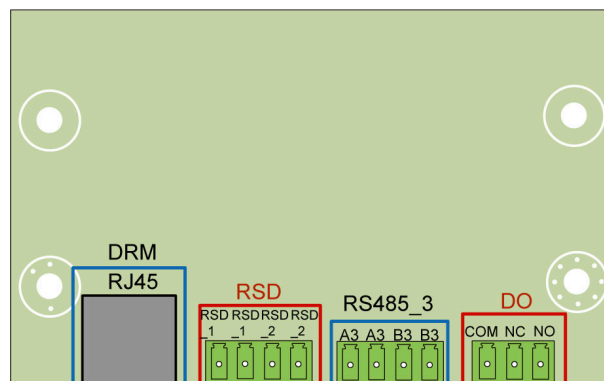 DRM
RJ45
RSD
RSD RSD RSD RSD
_1 _1 _2 _2
RS485_3
A3 A3 B3 B3
DO
COM NC NO